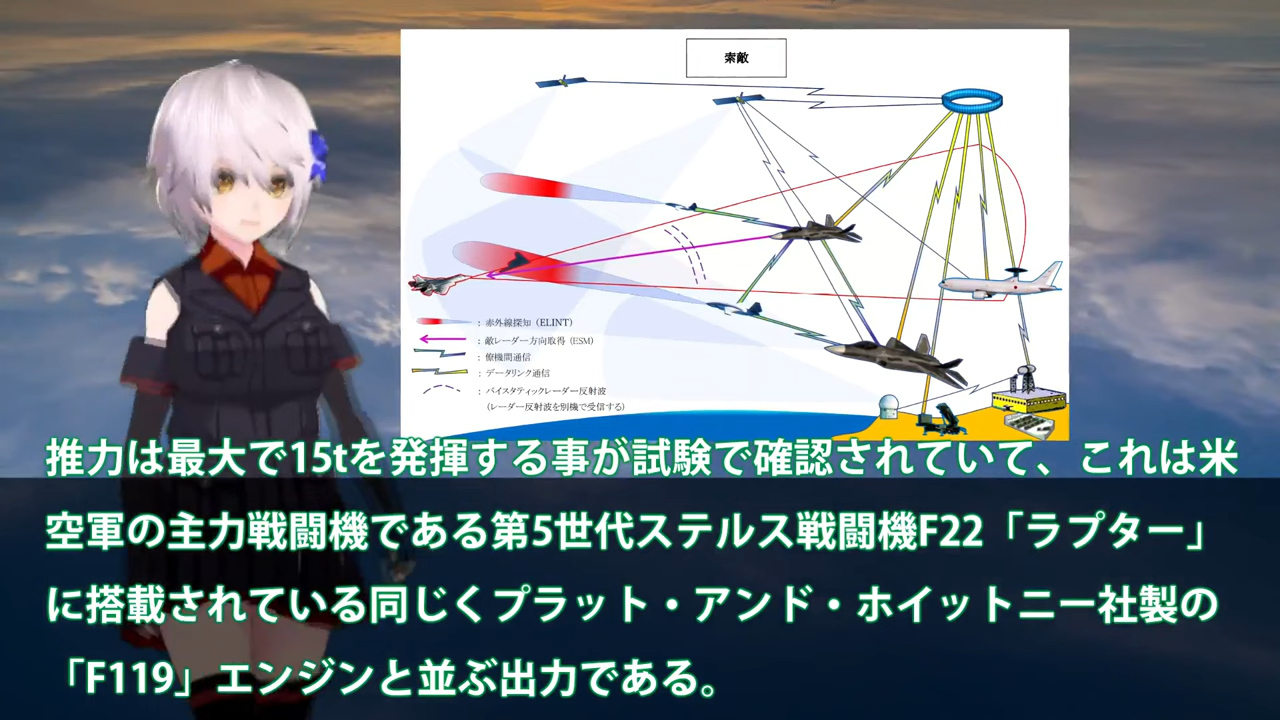 索敵
： 赤外線探知（ELINT）
： 敵レーダー方向取得（ESM）
： 僚機間通信
： データリンク通信
： バイスタティックレーダー反射波
（レーダー反射波を別機で受信する）
推力は最大で15tを発揮する事が試験で確認されていて、これは米
空軍の主力戦闘機である第5世代ステルス戦闘機F22「ラプター」
に搭載されている同じくプラット・アンド・ホイットニー社製の
「F119」エンジンと並ぶ出力である。